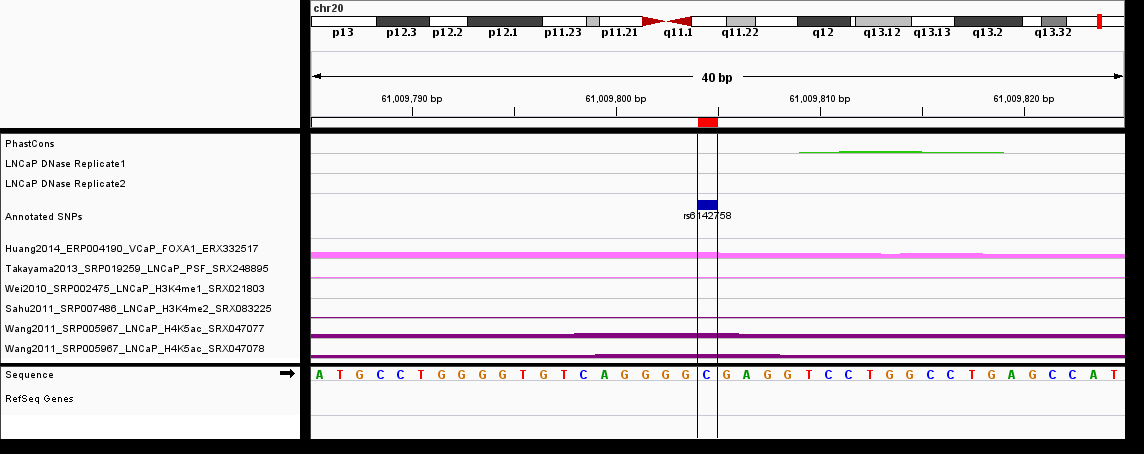 chr20
p13 p12.3 p12.2 p12.1 p11.23 p11.21 q11.1 q11.22 q12 q13.12 q13.13 q13.2 q13.32
40 bp
61,009,790 bp 61,009,800 bp 61,009,810 bp 61,009,820 bp
PhastCons
LNCaP DNase Replicate1
LNCaP DNase Replicate2
Annotated SNPs
rs6142758
Huang2014_ERP004190_VCaP_FOXA1_ERX332517
Takayama2013_SRP019259_LNCaP_PSF_SRX248895
Wei2010_SRP002475_LNCaP_H3K4me1_SRX021803
Sahu2011_SRP007486_LNCaP_H3K4me2_SRX083225
Wang2011_SRP005967_LNCaP_H4K5ac_SRX047077
Wang2011_SRP005967_LNCaP_H4K5ac_SRX047078
Sequence A T G C C T G G G G T G T C A G G G G C G A G G T C C T G G C C T G A G C C A T
RefSeq Genes